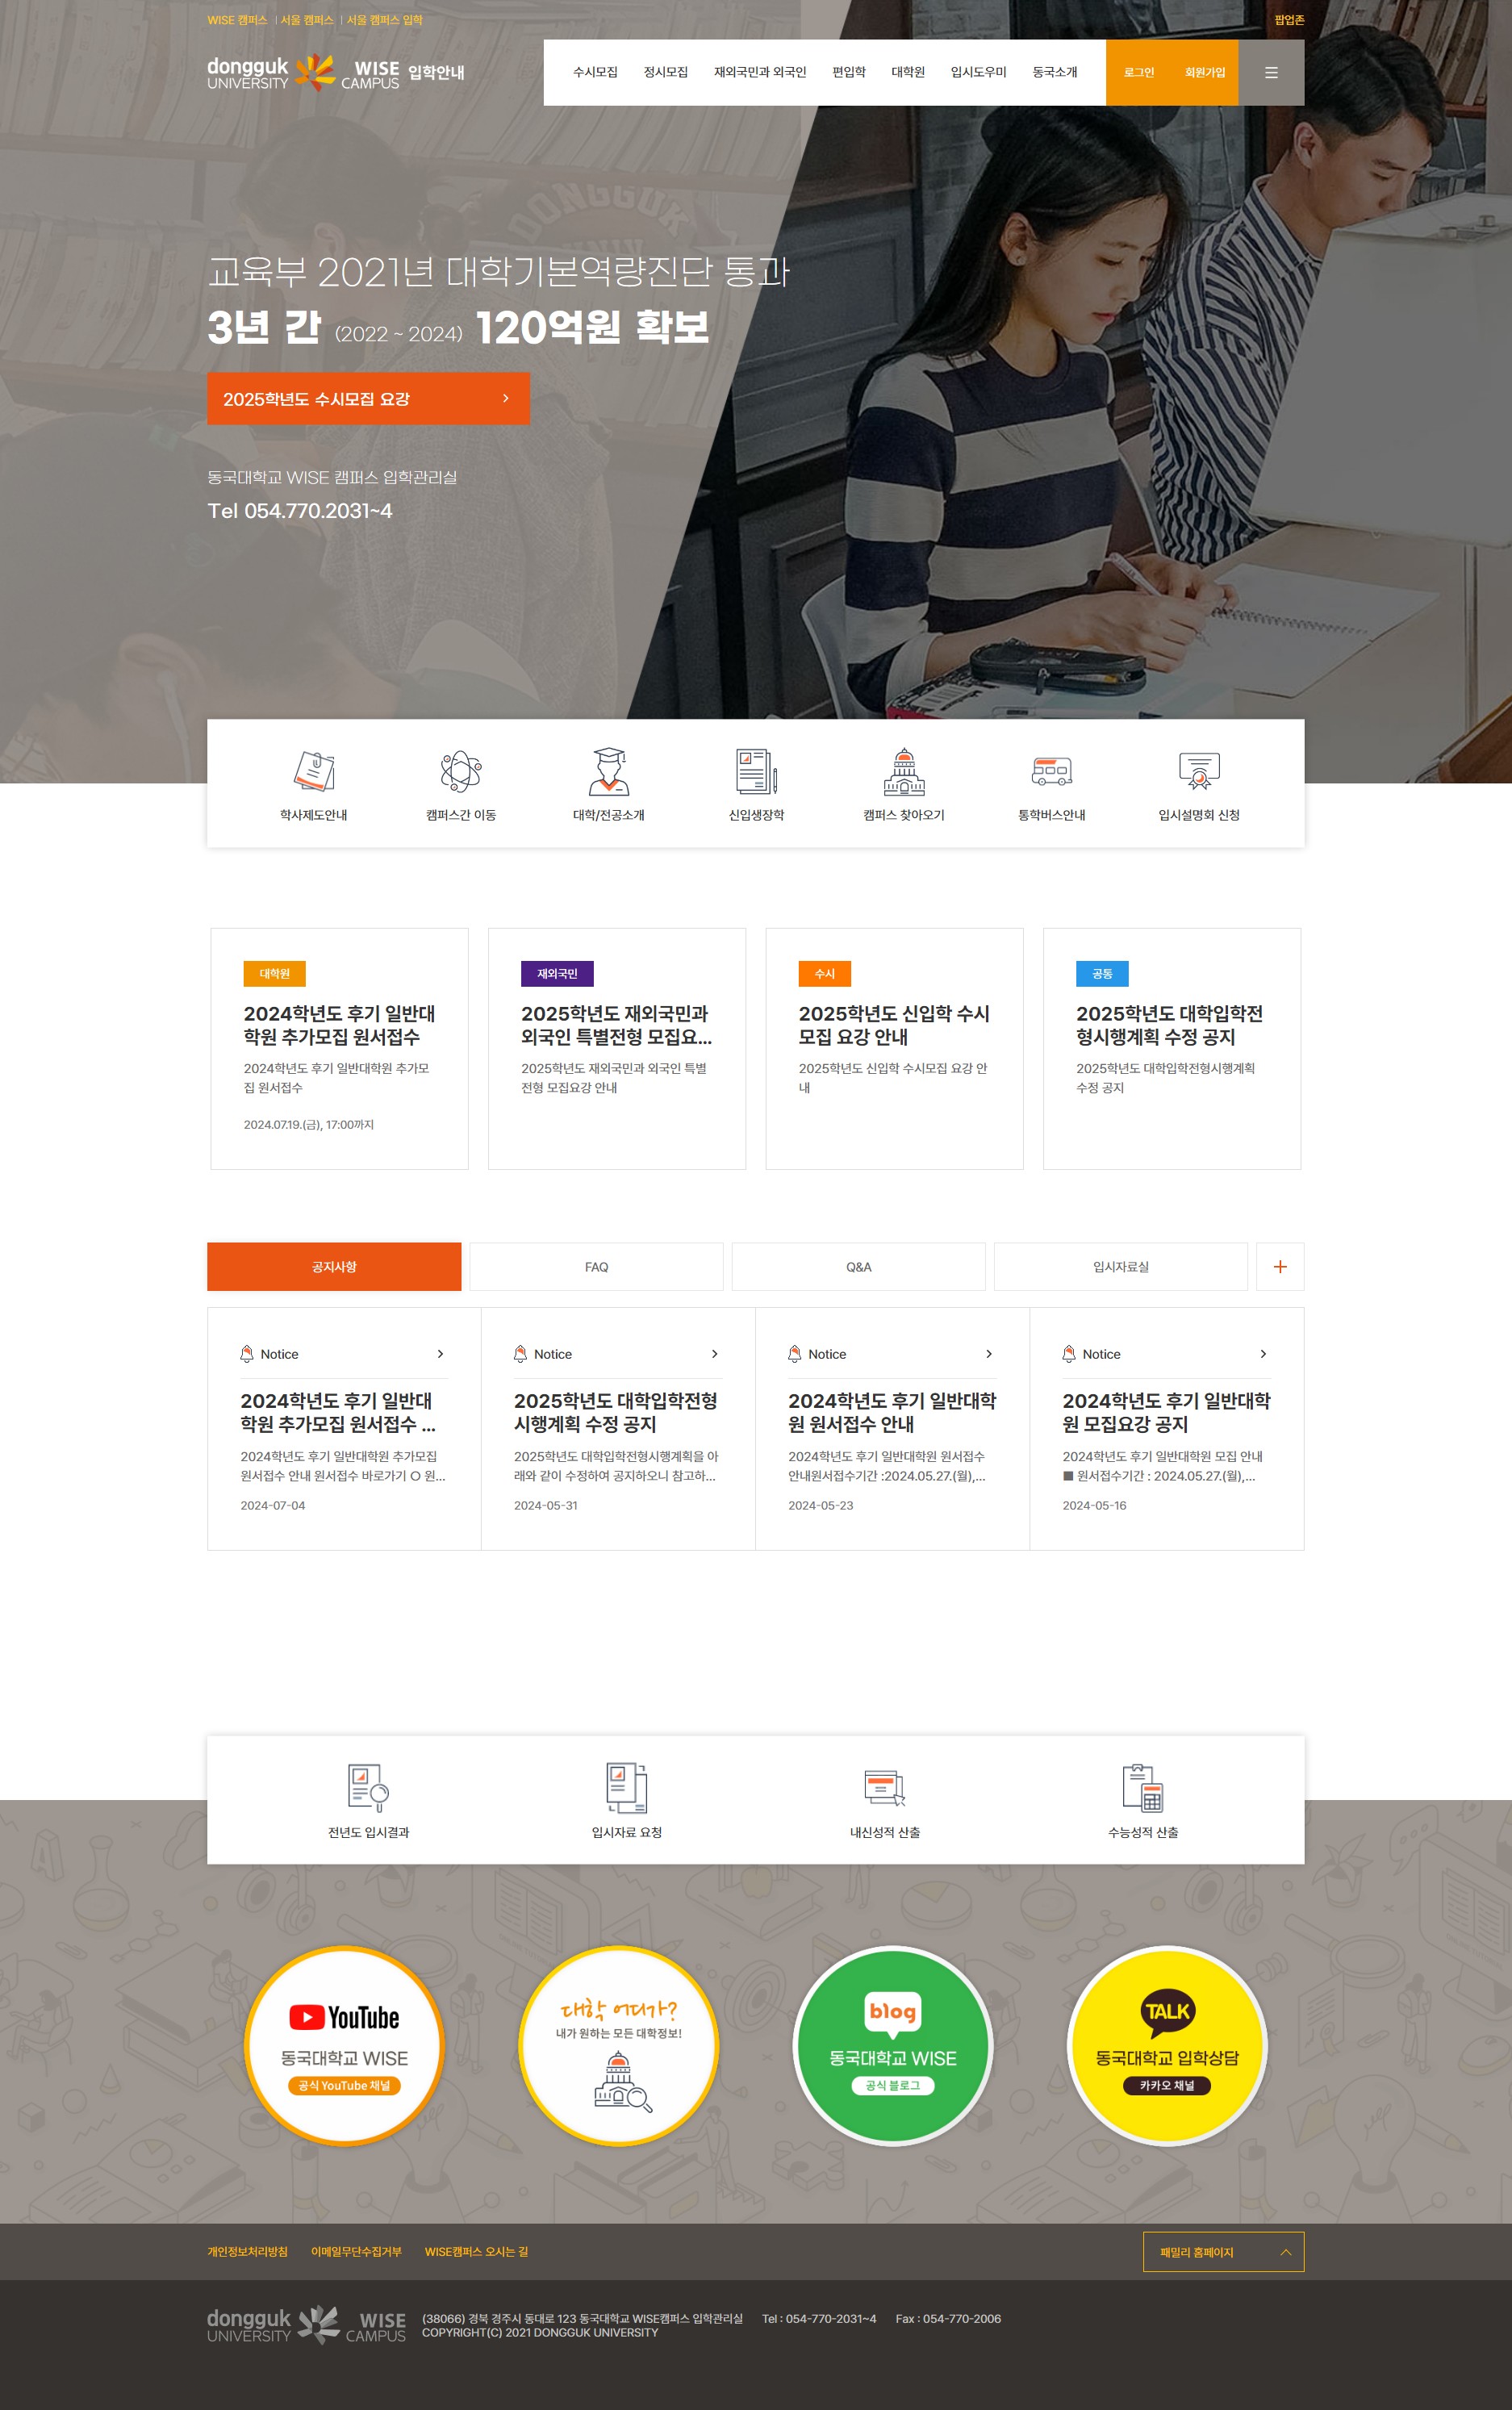 WISE 캠퍼스 서울 캠퍼스 서울 캠퍼스 입학
팝업존
dongguk UNIVERSITY WISE CAMPUS 입학안내
수시모집 정시모집 재외국민과 외국인 편입학 대학원 입시도우미 동국소개 로그인 회원가입
DONGGUK
교육부 2021년 대학기본역량진단 통과
3년 간 (2022 ~ 2024) 120억원 확보
2025학년도 수시모집 요강
동국대학교 WISE 캠퍼스 입학관리실
Tel 054.770.2031~4
학사제도안내 캠퍼스간 이동 대학/전공소개 신입생장학 캠퍼스 찾아오기 통학버스안내 입시설명회 신청
대학원
2024학년도 후기 일반대
학원 추가모집 원서접수
2024학년도 후기 일반대학원 추가모
집 원서접수
2024.07.19.(금), 17:00까지
재외국민
2025학년도 재외국민과
외국인 특별전형 모집요...
2025학년도 재외국민과 외국인 특별
전형 모집요강 안내
수시
2025학년도 신입학 수시
모집 요강 안내
2025학년도 신입학 수시모집 요강 안
내
공통
2025학년도 대학입학전
형시행계획 수정 공지
2025학년도 대학입학전형시행계획
수정 공지
공지사항 FAQ Q&A 입시자료실 +
Notice
2024학년도 후기 일반대
학원 추가모집 원서접수 ...
2024학년도 후기 일반대학원 추가모집
원서접수 안내 원서접수 바로가기 O 원...
2024-07-04
Notice
2025학년도 대학입학전형
시행계획 수정 공지
2025학년도 대학입학전형시행계획을 아
래와 같이 수정하여 공지하오니 참고하...
2024-05-31
Notice
2024학년도 후기 일반대학
원 원서접수 안내
2024학년도 후기 일반대학원 원서접수
안내원서접수기간 :2024.05.27.(월),...
2024-05-23
Notice
2024학년도 후기 일반대학
원 모집요강 공지
2024학년도 후기 일반대학원 모집 안내
■ 원서접수기간 : 2024.05.27.(월),...
2024-05-16
전년도 입시결과 입시자료 요청 내신성적 산출 수능성적 산출
YouTube
동국대학교 WISE
공식 YouTube 채널
대학 어디가?
내가 원하는 모든 대학정보!
blog
동국대학교 WISE
공식 블로그
TALK
동국대학교 입학상담
카카오 채널
개인정보처리방침 이메일무단수집거부 WISE캠퍼스 오시는 길
패밀리 홈페이지
dongguk UNIVERSITY WISE CAMPUS
(38066) 경북 경주시 동대로 123 동국대학교 WISE캠퍼스 입학관리실 Tel : 054-770-2031~4 Fax : 054-770-2006
COPYRIGHT(C) 2021 DONGGUK UNIVERSITY